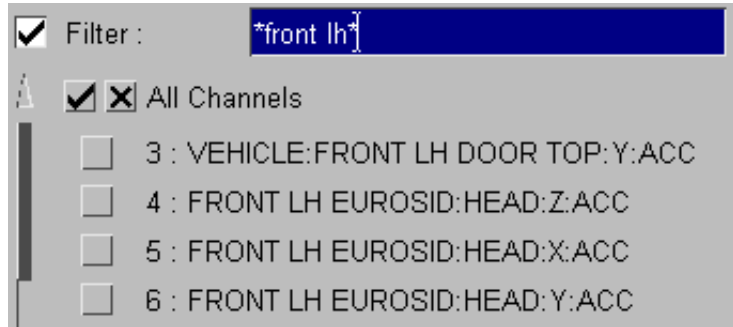 Filter : *front lh*
All Channels
3 : VEHICLE:FRONT LH DOOR TOP:Y:ACC
4 : FRONT LH EUROSID:HEAD:Z:ACC
5 : FRONT LH EUROSID:HEAD:X:ACC
6 : FRONT LH EUROSID:HEAD:Y:ACC